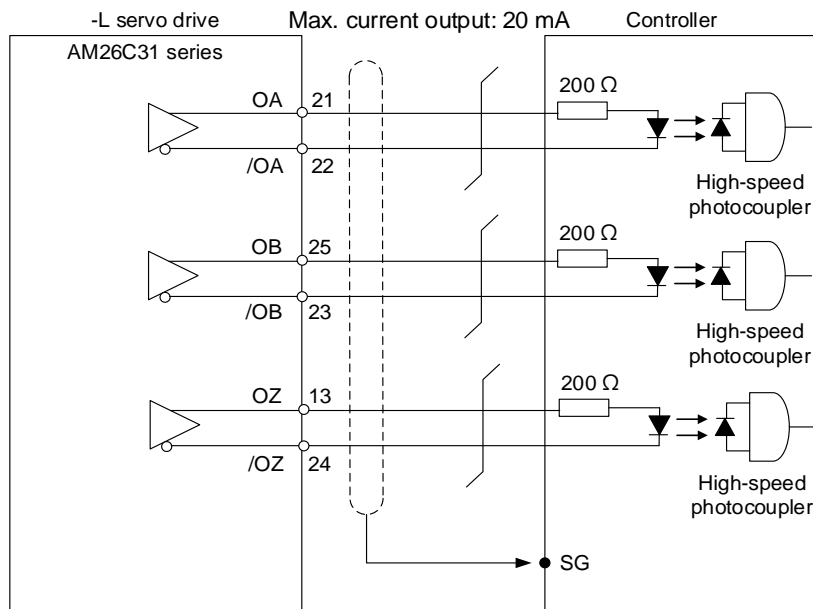 -L servo drive
Max. current output: 20 mA
Controller
AM26C31 series
OA
21
200 Ω
/OA
22
High-speed
photocoupler
OB
25
200 Ω
/OB
23
High-speed
photocoupler
OZ
13
200 Ω
/OZ
24
High-speed
photocoupler
SG